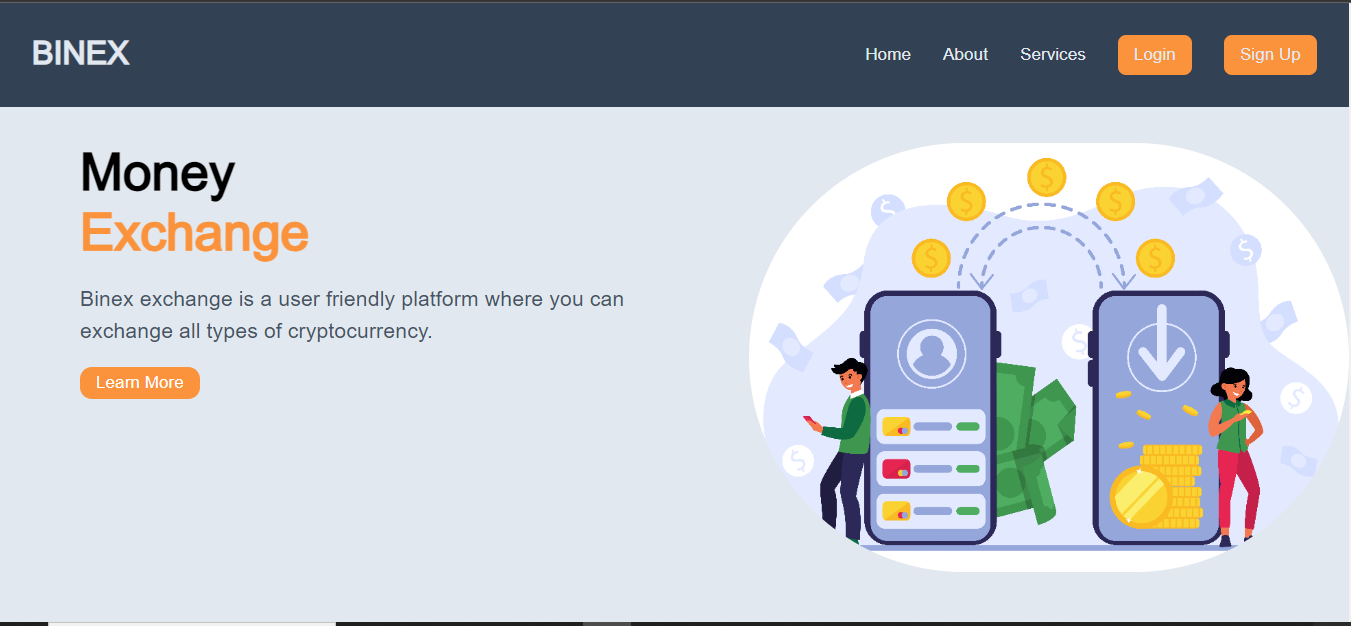 BINEX
Home About Services Login Sign Up
Money
Exchange
Binex exchange is a user friendly platform where you can
exchange all types of cryptocurrency.
Learn More